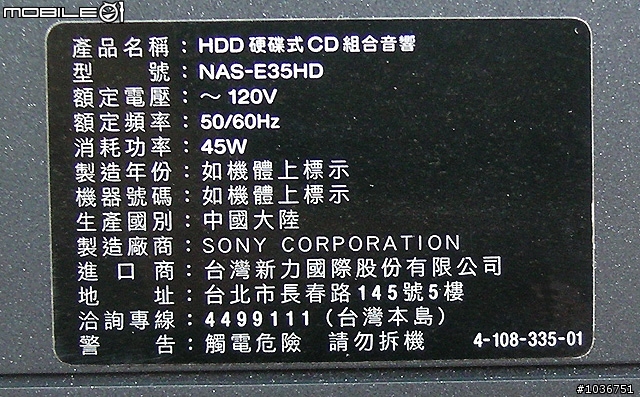 MOBILE01
產品名稱：HDD 硬碟式CD組合音響
型號：NAS-E35HD
額定電壓：～120V
額定頻率：50/60Hz
消耗功率：45W
製造年份：如機體上標示
機器號碼：如機體上標示
生產國別：中國大陸
製造廠商：SONY CORPORATION
進口商：台灣新力國際股份有限公司
地址：台北市長春路145號5樓
洽詢專線：4499111（台灣本島）
警告：觸電危險 請勿拆機 4-108-335-01
#1036751